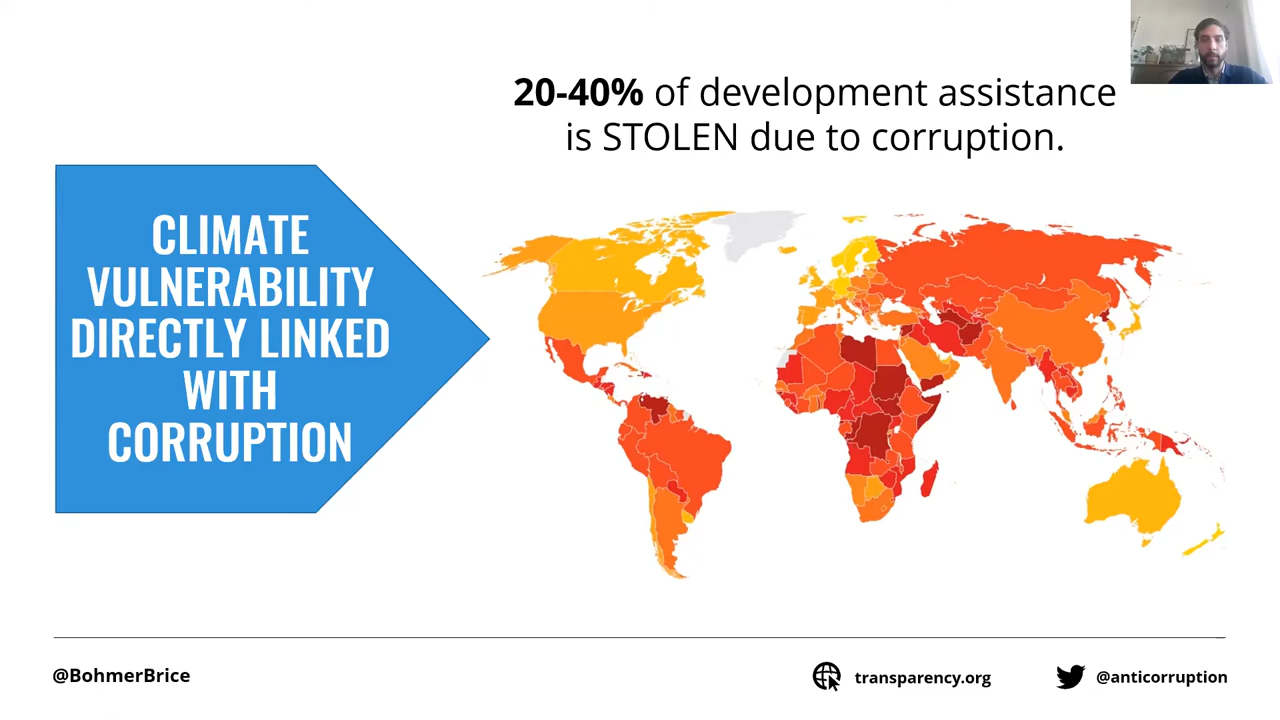 20-40% of development assistance
is STOLEN due to corruption.
CLIMATE
VULNERABILITY
DIRECTLY LINKED
WITH
CORRUPTION
@BohmerBrice
transparency.org
@anticorruption